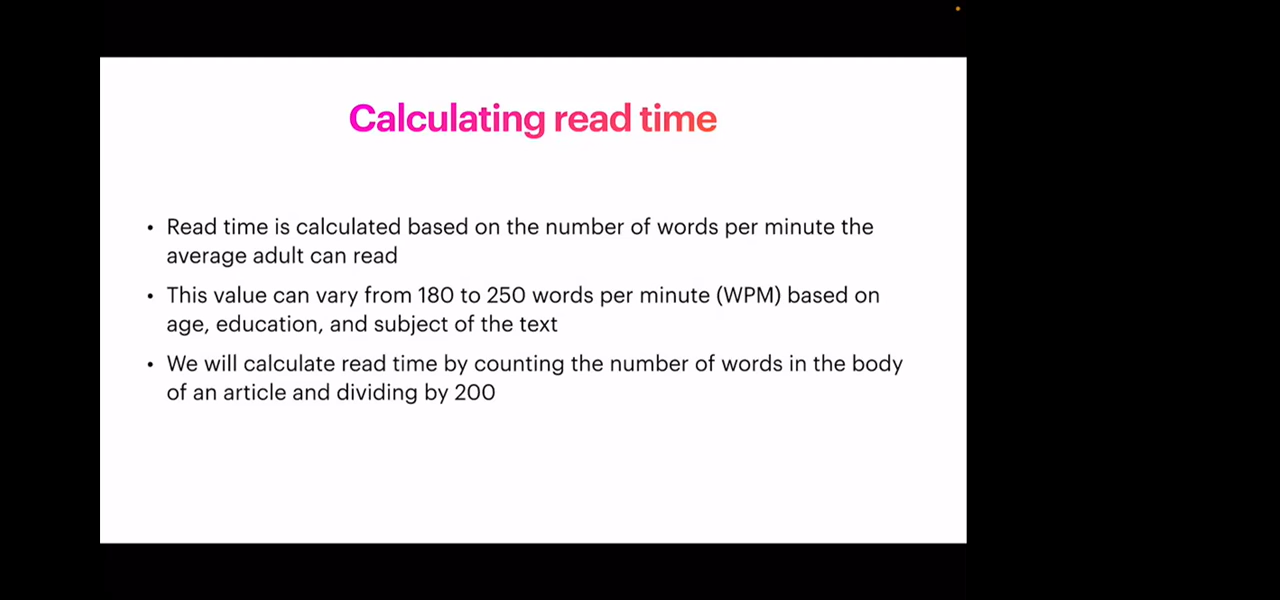 Calculating read time
• Read time is calculated based on the number of words per minute the
average adult can read
• This value can vary from 180 to 250 words per minute (WPM) based on
age, education, and subject of the text
• We will calculate read time by counting the number of words in the body
of an article and dividing by 200